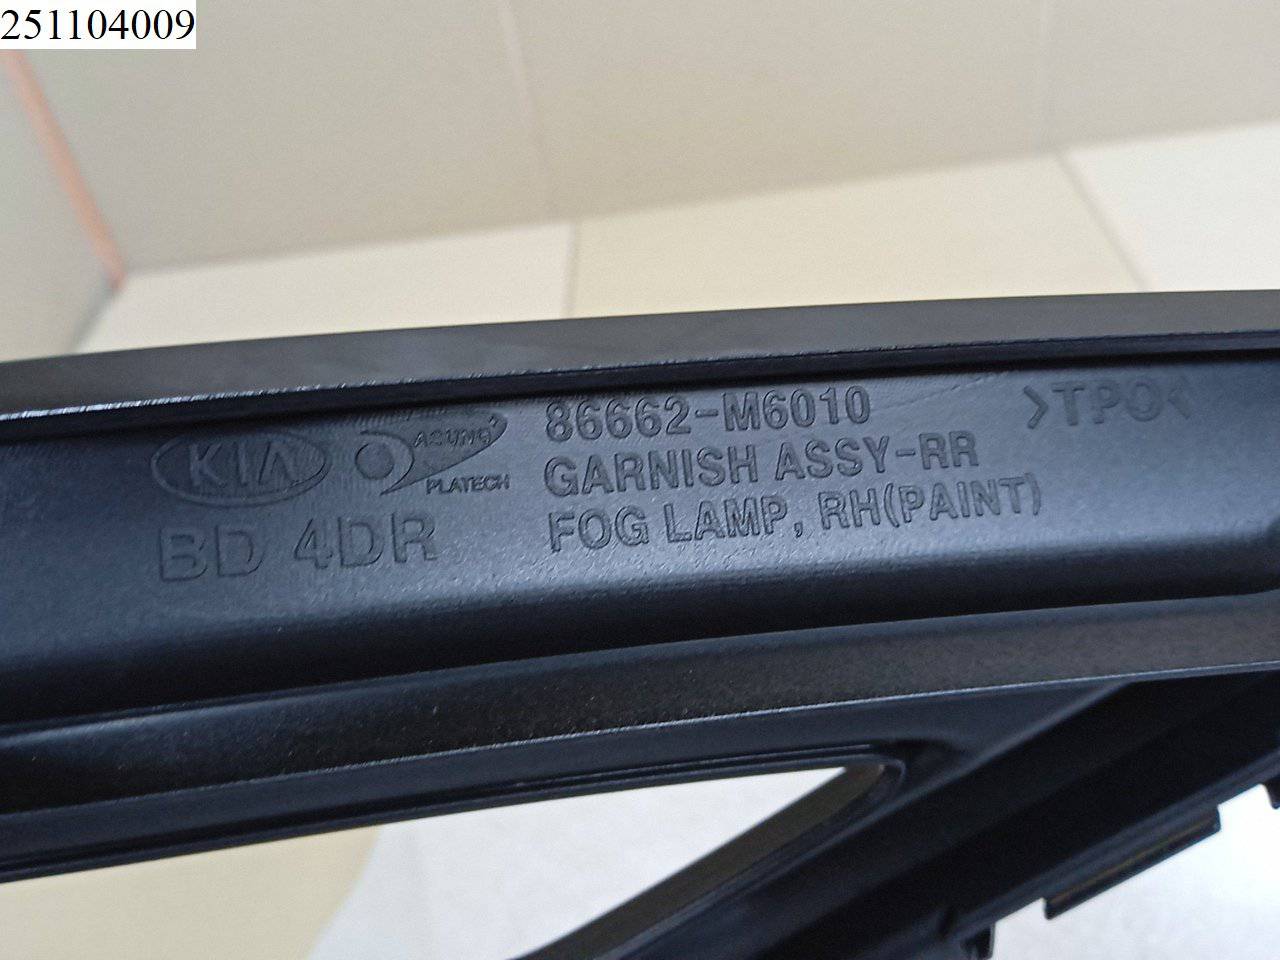 251104009
KIA
ASUNG
PLATECH
BD 4DR
86662-M6010
GARNISH ASSY-RR
FOG LAMP, RH(PAINT)
>TPO<